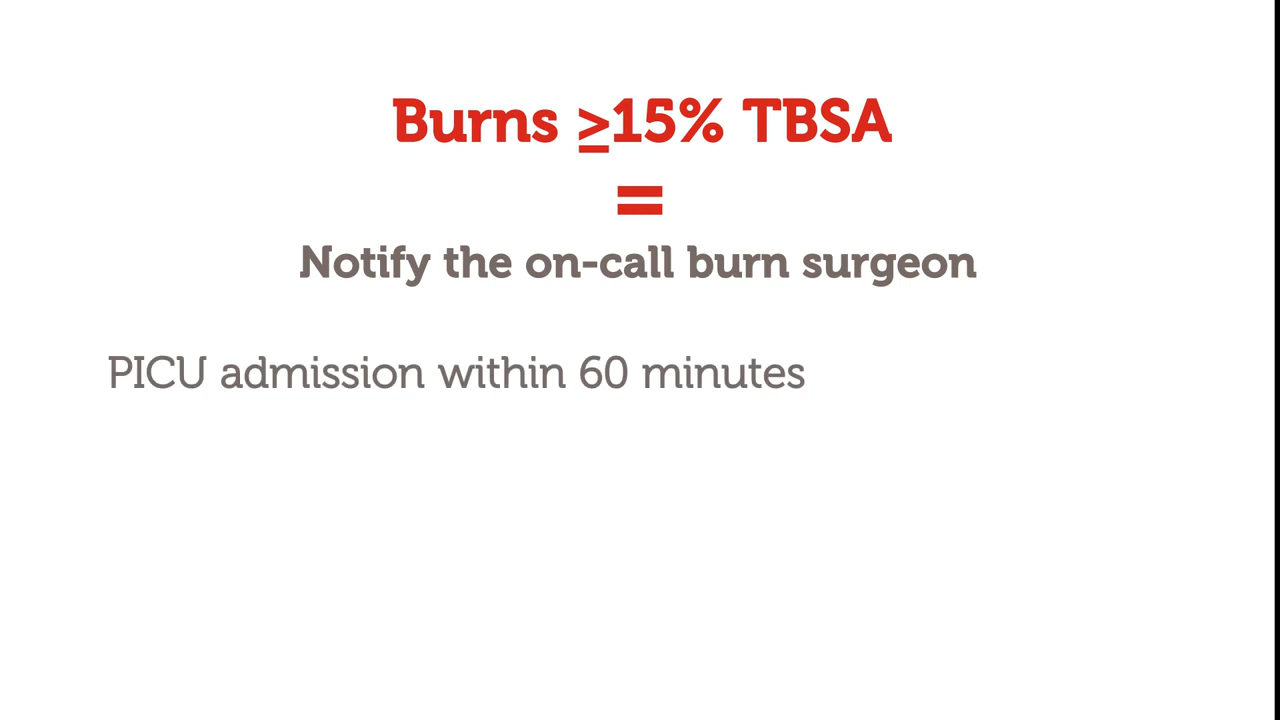 Burns ≥15% TBSA
=
Notify the on-call burn surgeon
PICU admission within 60 minutes